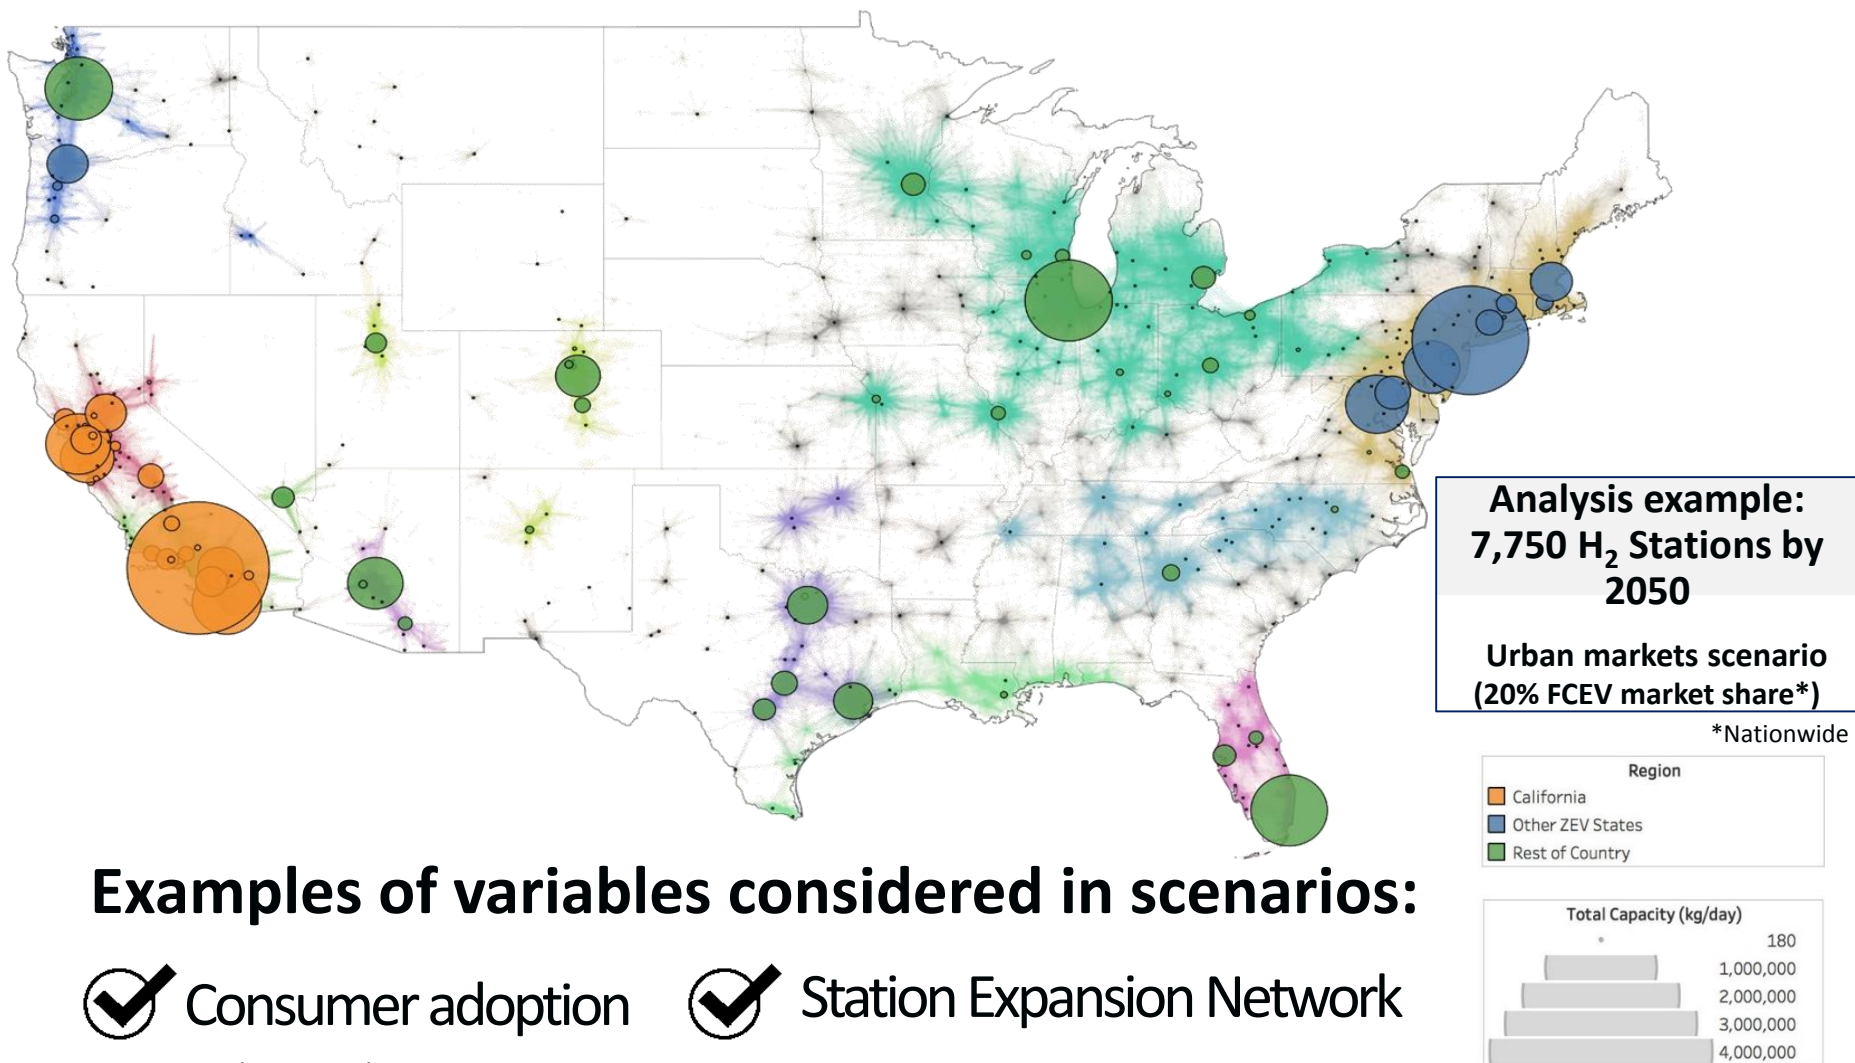 Analysis example:
7,750 H₂ Stations by
2050
Urban markets scenario
(20% FCEV market share*)
*Nationwide
Region
California
Other ZEV States
Rest of Country
Total Capacity (kg/day)
180
1,000,000
2,000,000
3,000,000
4,000,000
Examples of variables considered in scenarios:
Consumer adoption
Station Expansion Network